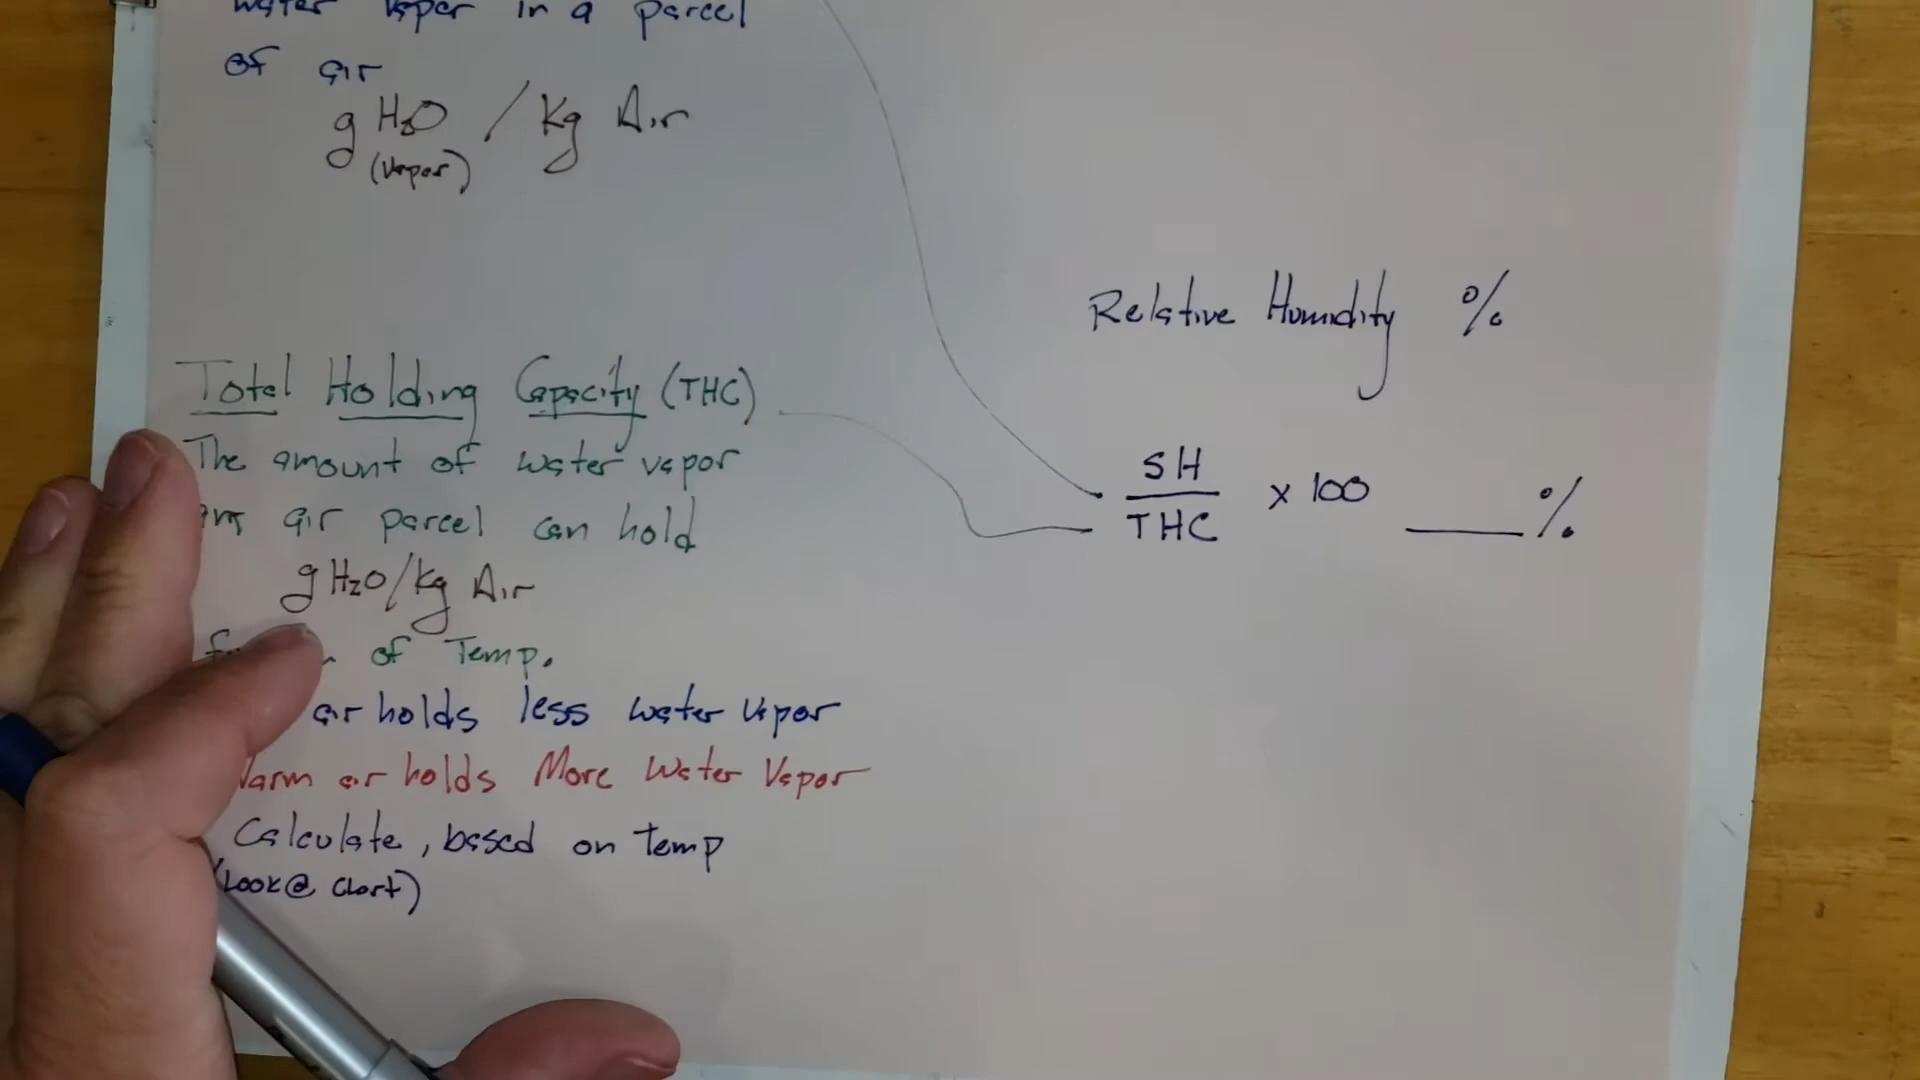 water vapor in a parcel
of air
g H2O / Kg Air
(vapor)
Total Holding Capacity (THC)
The amount of water vapor
air parcel can hold
g H2O/Kg Air
of Temp.
air holds less water vapor
Warm air holds More Water Vapor
Calculate, based on temp
(Look@ Chart)
Relative Humidity %
SH
THC
x 100
____%